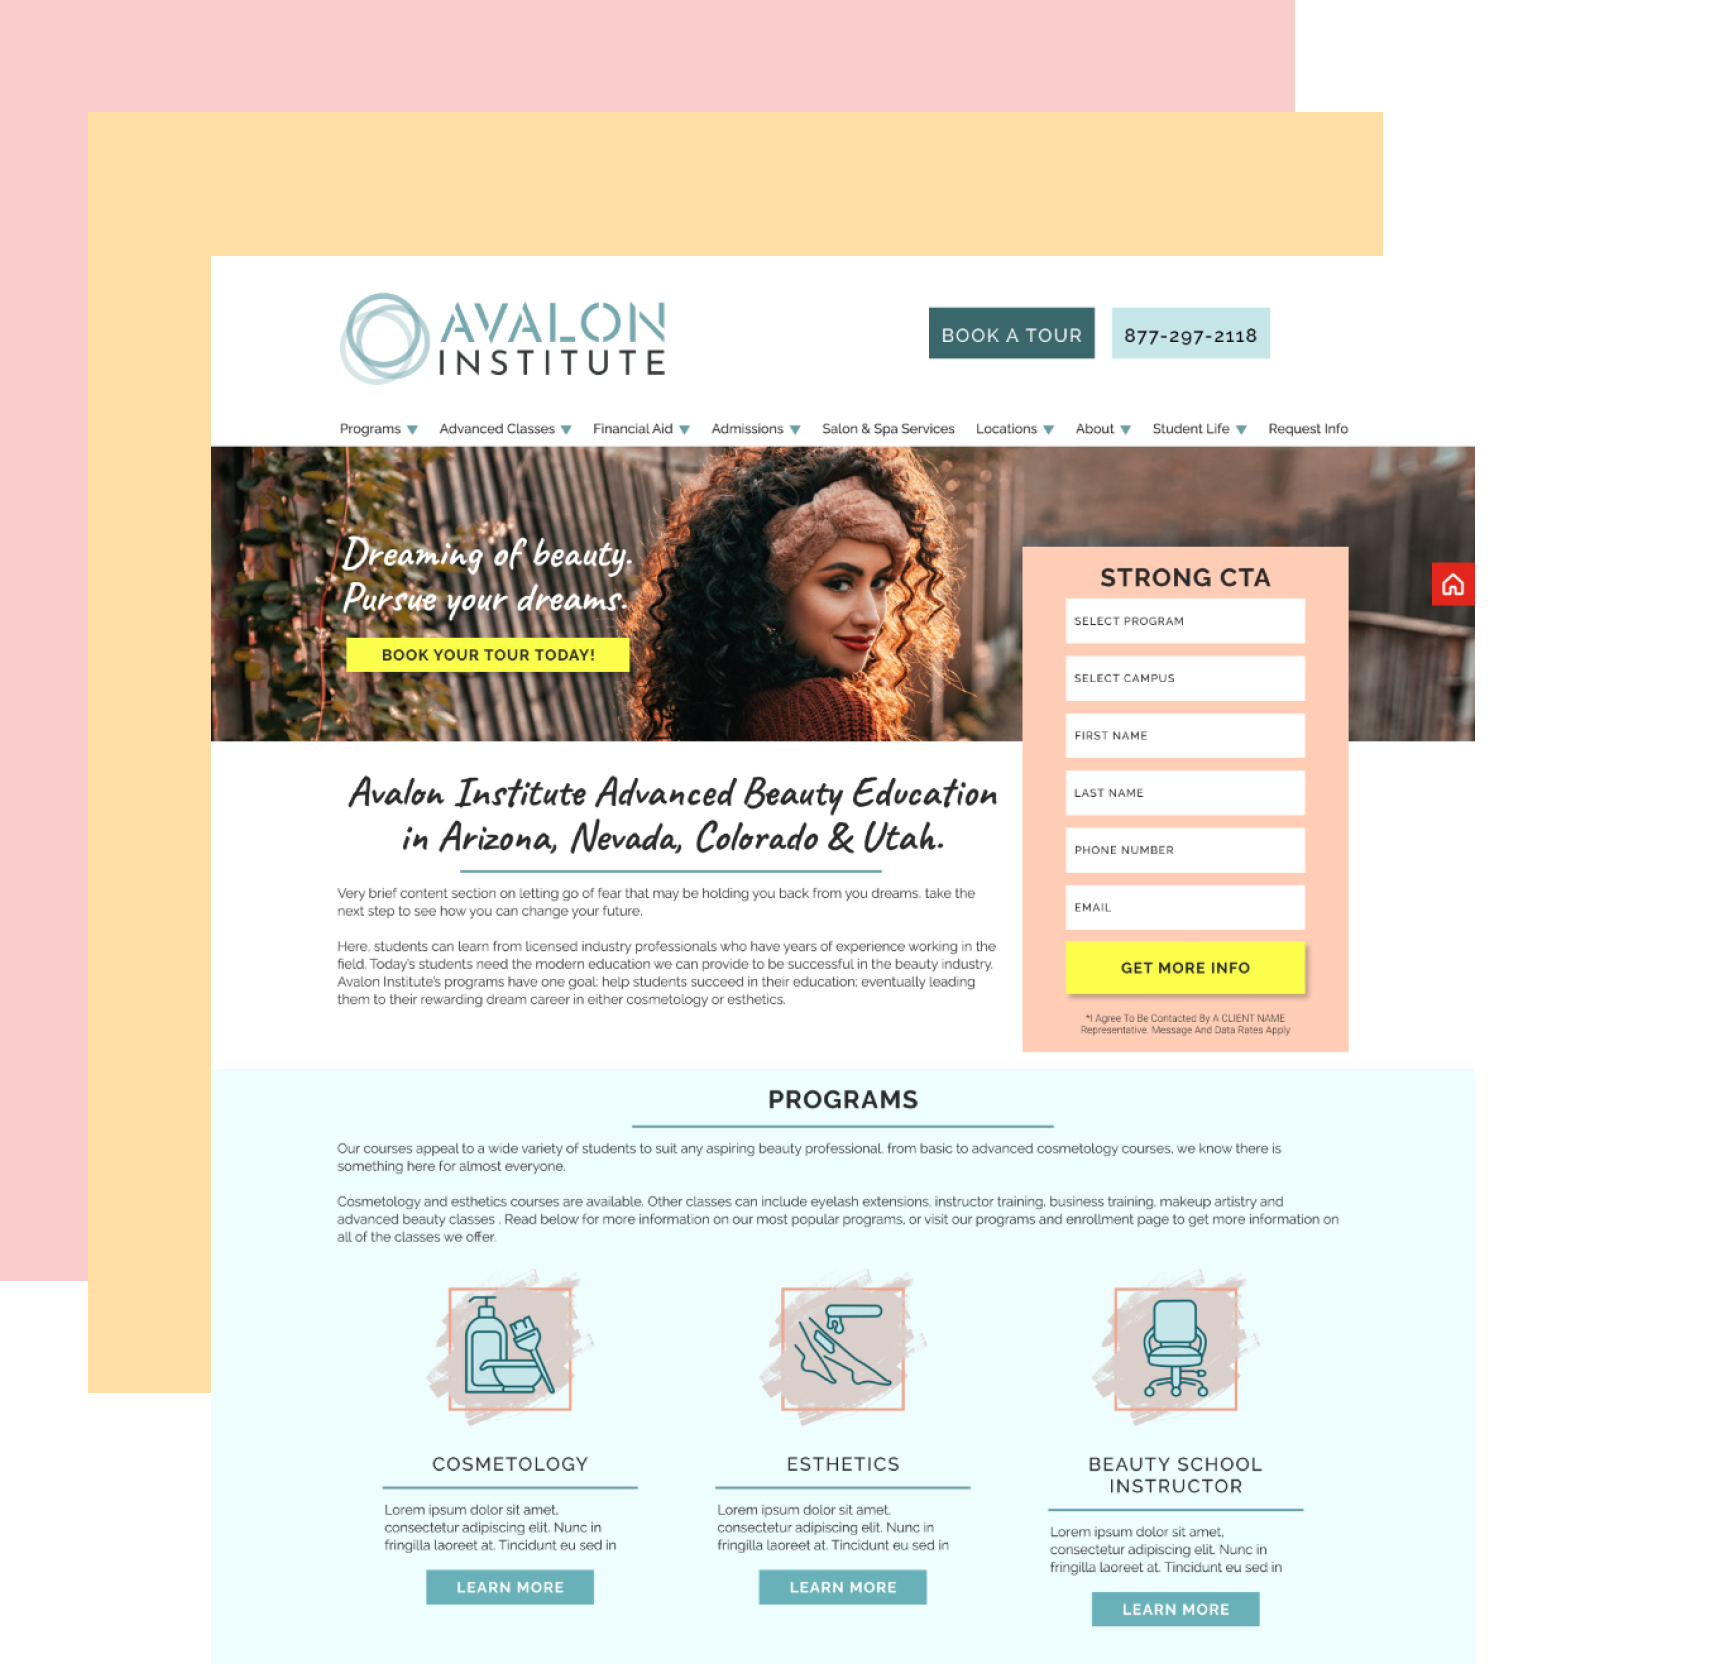 AVALON
INSTITUTE
BOOK A TOUR
877-297-2118
Programs Advanced Classes Financial Aid Admissions Salon & Spa Services Locations About Student Life Request Info
Dreaming of beauty.
Pursue your dreams.
BOOK YOUR TOUR TODAY!
STRONG CTA
SELECT PROGRAM
SELECT CAMPUS
FIRST NAME
LAST NAME
PHONE NUMBER
EMAIL
GET MORE INFO
*I Agree To Be Contacted By A CLIENT NAME
Representative. Message And Data Rates Apply
Avalon Institute Advanced Beauty Education
in Arizona, Nevada, Colorado & Utah.
Very brief content section on letting go of fear that may be holding you back from you dreams, take the
next step to see how you can change your future.
Here, students can learn from licensed industry professionals who have years of experience working in the
field. Today's students need the modern education we can provide to be successful in the beauty industry.
Avalon Institute's programs have one goal: help students succeed in their education; eventually leading
them to their rewarding dream career in either cosmetology or esthetics.
PROGRAMS
Our courses appeal to a wide variety of students to suit any aspiring beauty professional, from basic to advanced cosmetology courses, we know there is
something here for almost everyone.
Cosmetology and esthetics courses are available. Other classes can include eyelash extensions, instructor training, business training, makeup artistry and
advanced beauty classes . Read below for more information on our most popular programs, or visit our programs and enrollment page to get more information on
all of the classes we offer.
COSMETOLOGY
Lorem ipsum dolor sit amet,
consectetur adipiscing elit. Nunc in
fringilla laoreet at. Tincidunt eu sed in
LEARN MORE
ESTHETICS
Lorem ipsum dolor sit amet,
consectetur adipiscing elit. Nunc in
fringilla laoreet at. Tincidunt eu sed in
LEARN MORE
BEAUTY SCHOOL
INSTRUCTOR
Lorem ipsum dolor sit amet,
consectetur adipiscing elit. Nunc in
fringilla laoreet at. Tincidunt eu sed in
LEARN MORE